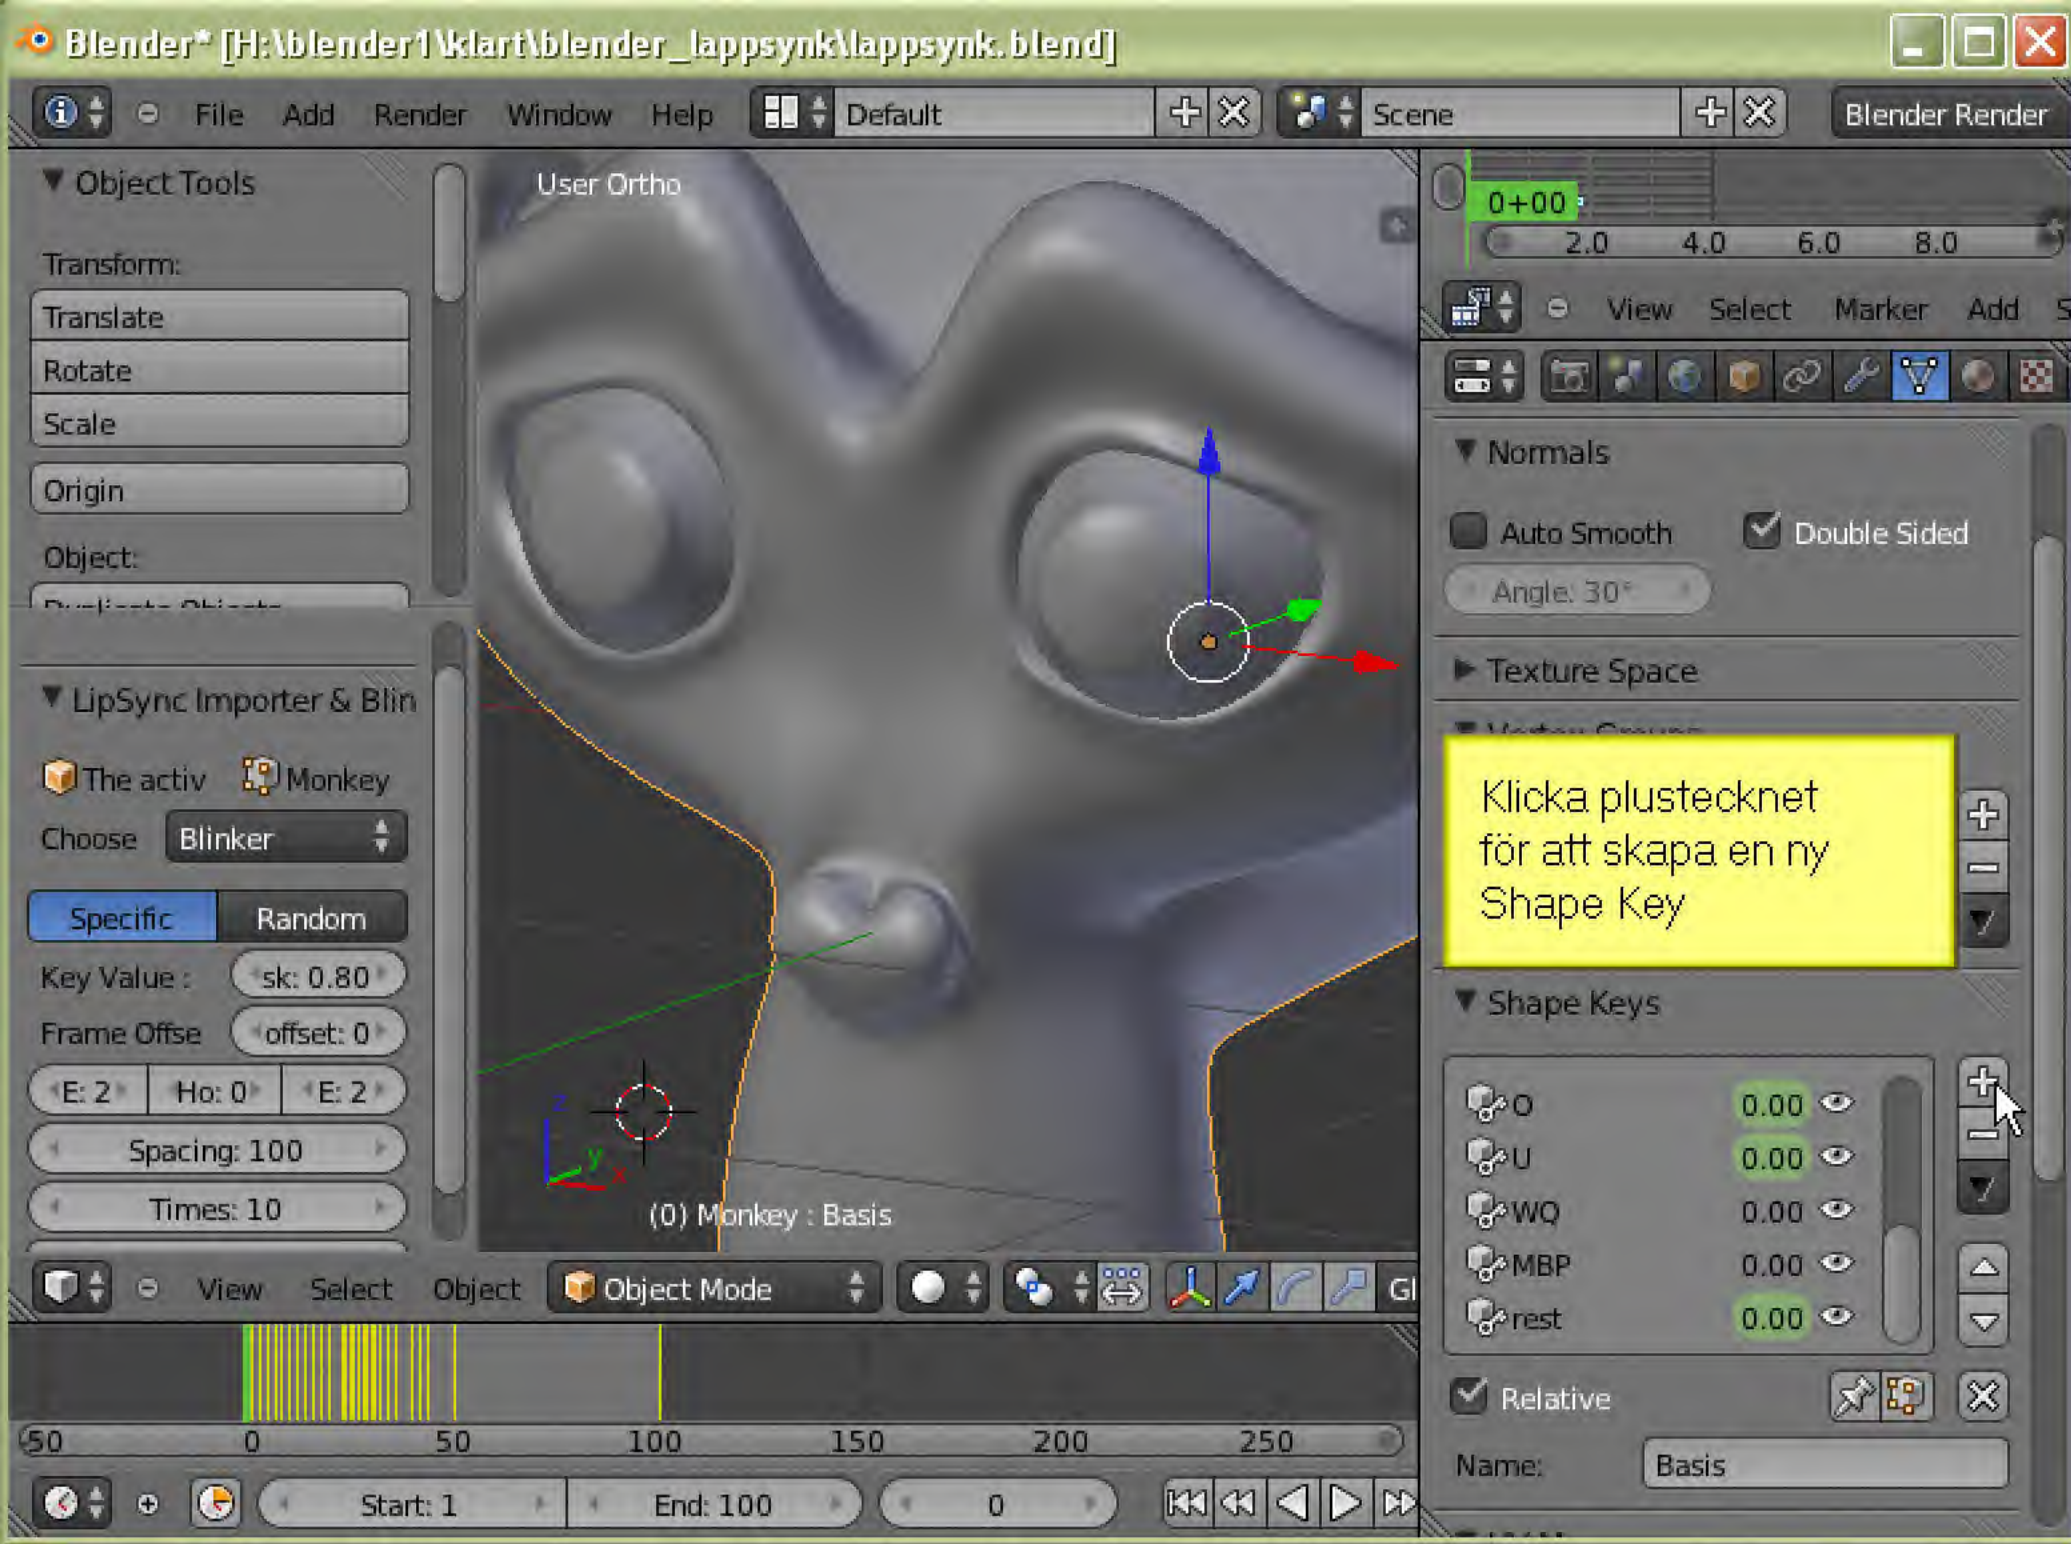 Blender* [H:\blender1\klart\blender_lappsynk\lappsynk.blend]
File Add Render Window Help Default Scene Blender Render
Object Tools
Transform:
Translate
Rotate
Scale
Origin
Object:
Duplicate Objects
LipSync Importer & Blin
The activ Monkey
Choose Blinker
Specific Random
Key Value : sk: 0.80
Frame Offse offset: 0
E: 2 Ho: 0 E: 2
Spacing: 100
Times: 10
User Ortho
z
y
x
(0) Monkey : Basis
View Select Object Object Mode Gl
-50 0 50 100 150 200 250
Start: 1 End: 100 0
0+00
2.0 4.0 6.0 8.0
View Select Marker Add S
Normals
Auto Smooth Double Sided
Angle: 30°
Texture Space
Vertex Groups
Klicka plustecknet
för att skapa en ny
Shape Key
Shape Keys
O 0.00
U 0.00
WQ 0.00
MBP 0.00
rest 0.00
Relative
Name: Basis